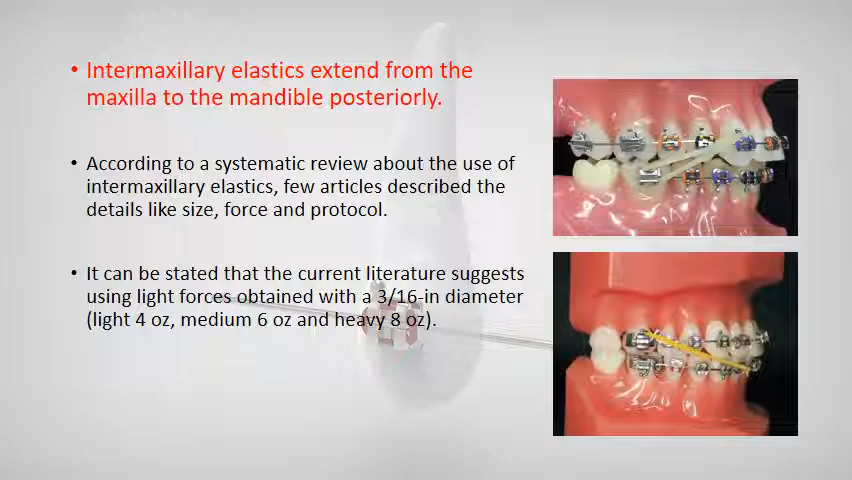 • Intermaxillary elastics extend from the
maxilla to the mandible posteriorly.
• According to a systematic review about the use of
intermaxillary elastics, few articles described the
details like size, force and protocol.
• It can be stated that the current literature suggests
using light forces obtained with a 3/16-in diameter
(light 4 oz, medium 6 oz and heavy 8 oz).